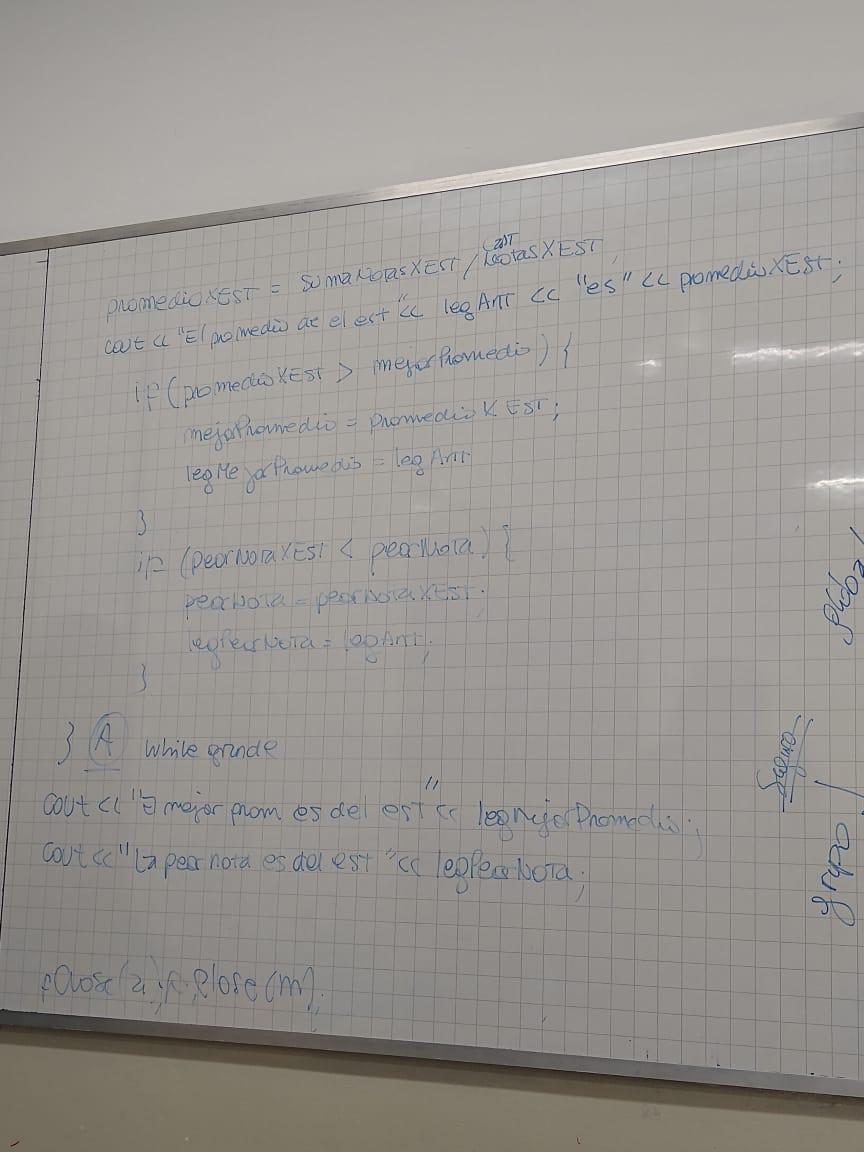 promedioXEST = SumaNotasXEST / cantNotasXEST;
cout << "El promedio de el est" << legAnt << "es" << promedioXEst;
if (promedioXEST > mejorPromedio) {
mejorPromedio = promedioXEST;
legMejorPromedio = legAnt
}
if (peorNotaXEST < peorNota) {
peorNota = peorNotaXEST;
legPeorNota = legAnt;
}
} A while grande
cout << "El mejor prom es del est" << legMejorPromedio;
cout << "La peor nota es del est" << legPeorNota;
fclose(a); fclose(m);
global
Seguro
grupo /